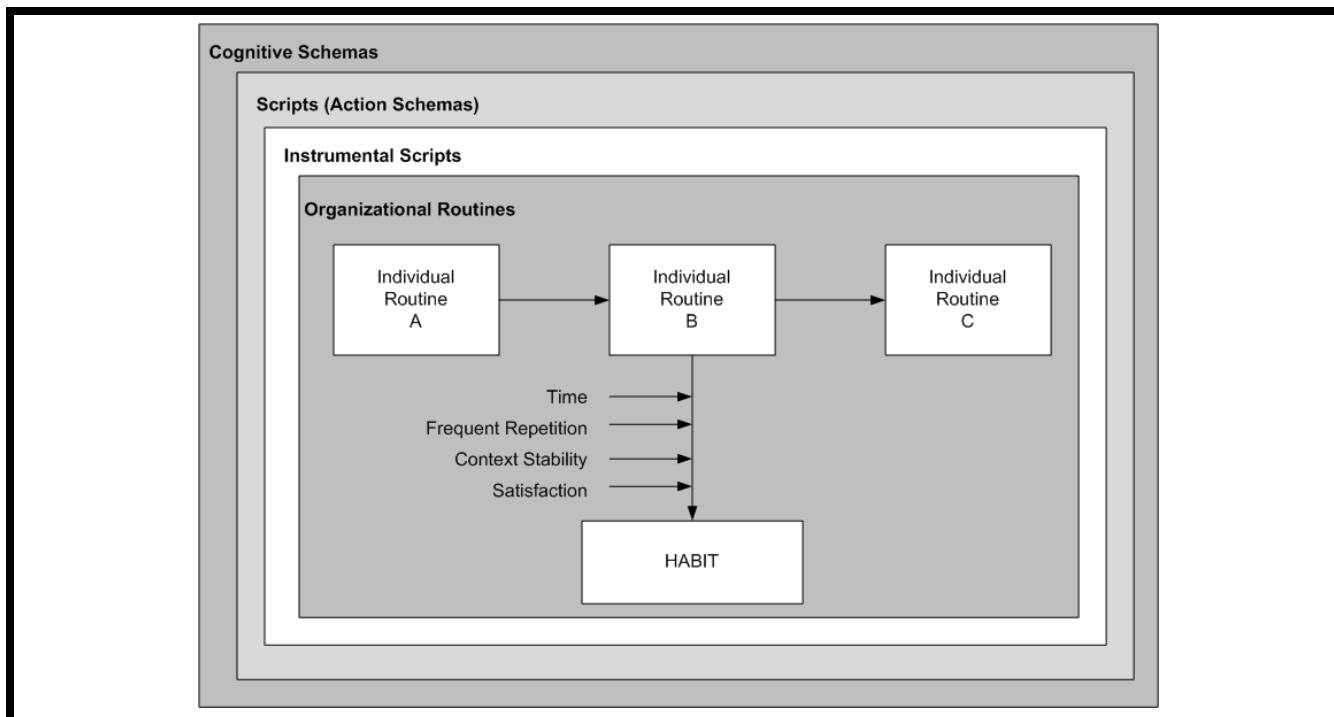 Cognitive Schemas
Scripts (Action Schemas)
Instrumental Scripts
Organizational Routines
Individual
Routine
A
Individual
Routine
B
Individual
Routine
C
Time
Frequent Repetition
Context Stability
Satisfaction
HABIT